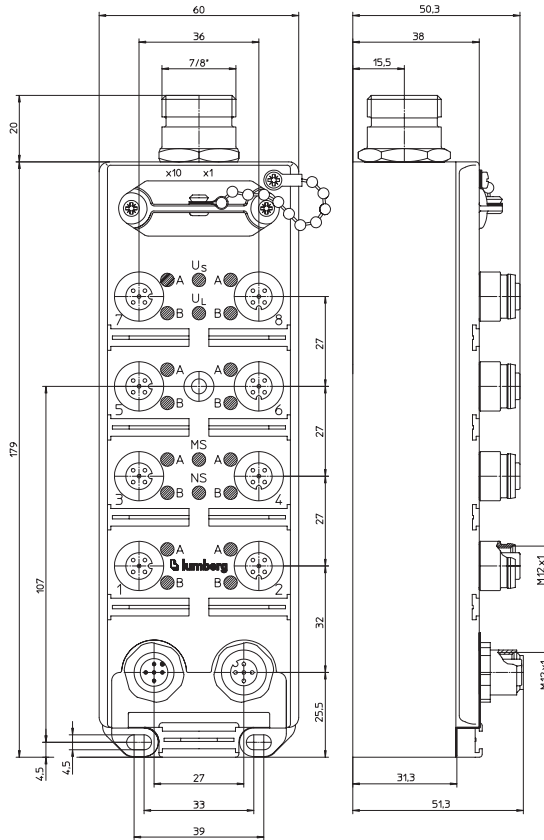 60
50,3
36
38
7/8"
15,5
20
x10 x1
Us
A A
UL
7 B B 8
27
A A
5 B B 6
179
27
MS
A A
NS
3 B B 4
27
107
A A
lumberg
1 B B 2
M12x1
32
M12x1
25,5
4,5
4,5
27
31,3
33
51,3
39